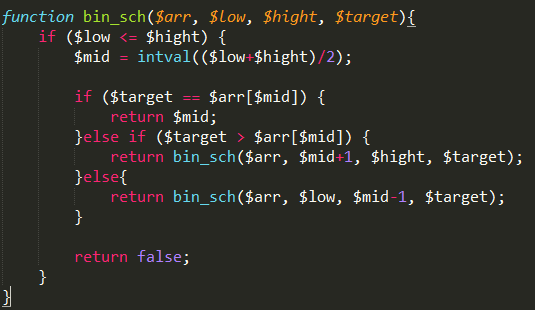 function bin_sch($arr, $low, $hight, $target){
    if ($low <= $hight) {
        $mid = intval(($low+$hight)/2);

        if ($target == $arr[$mid]) {
            return $mid;
        }else if ($target > $arr[$mid]) {
            return bin_sch($arr, $mid+1, $hight, $target);
        }else{
            return bin_sch($arr, $low, $mid-1, $target);
        }

        return false;
    }
}